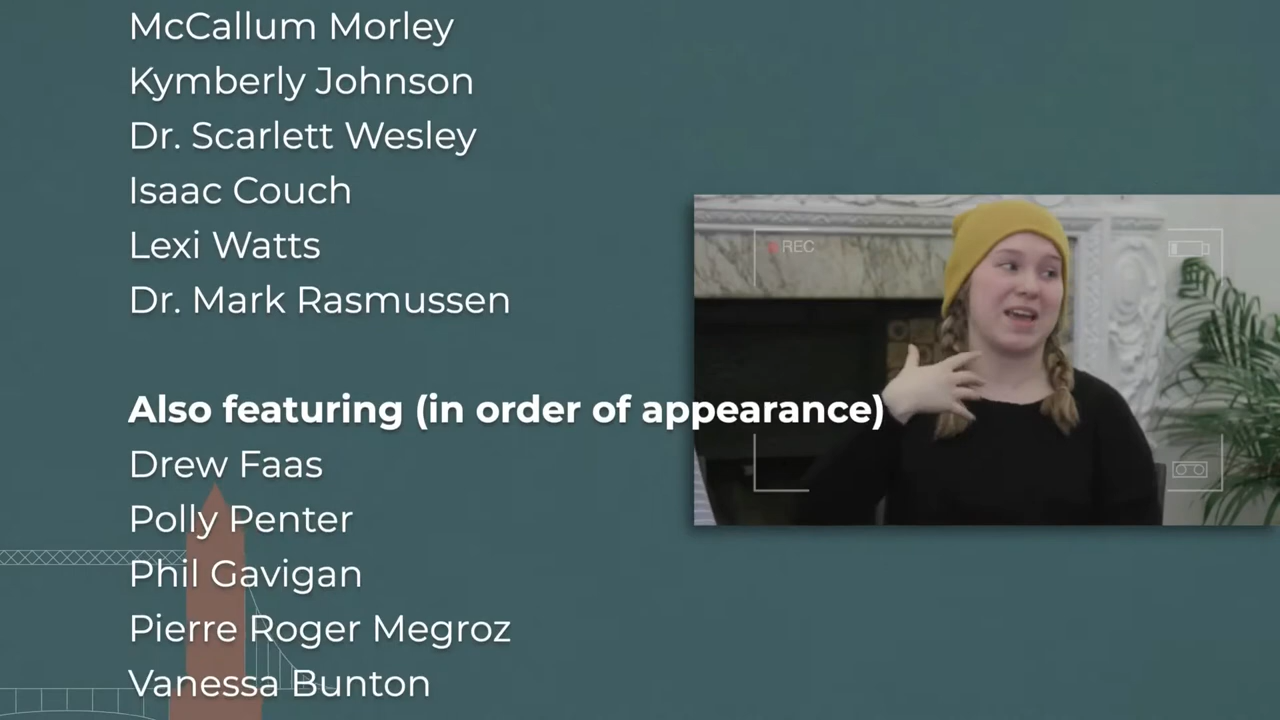 McCallum Morley
Kymberly Johnson
Dr. Scarlett Wesley
Isaac Couch
Lexi Watts
Dr. Mark Rasmussen
REC
Also featuring (in order of appearance)
Drew Faas
Polly Penter
Phil Gavigan
Pierre Roger Megroz
Vanessa Bunton